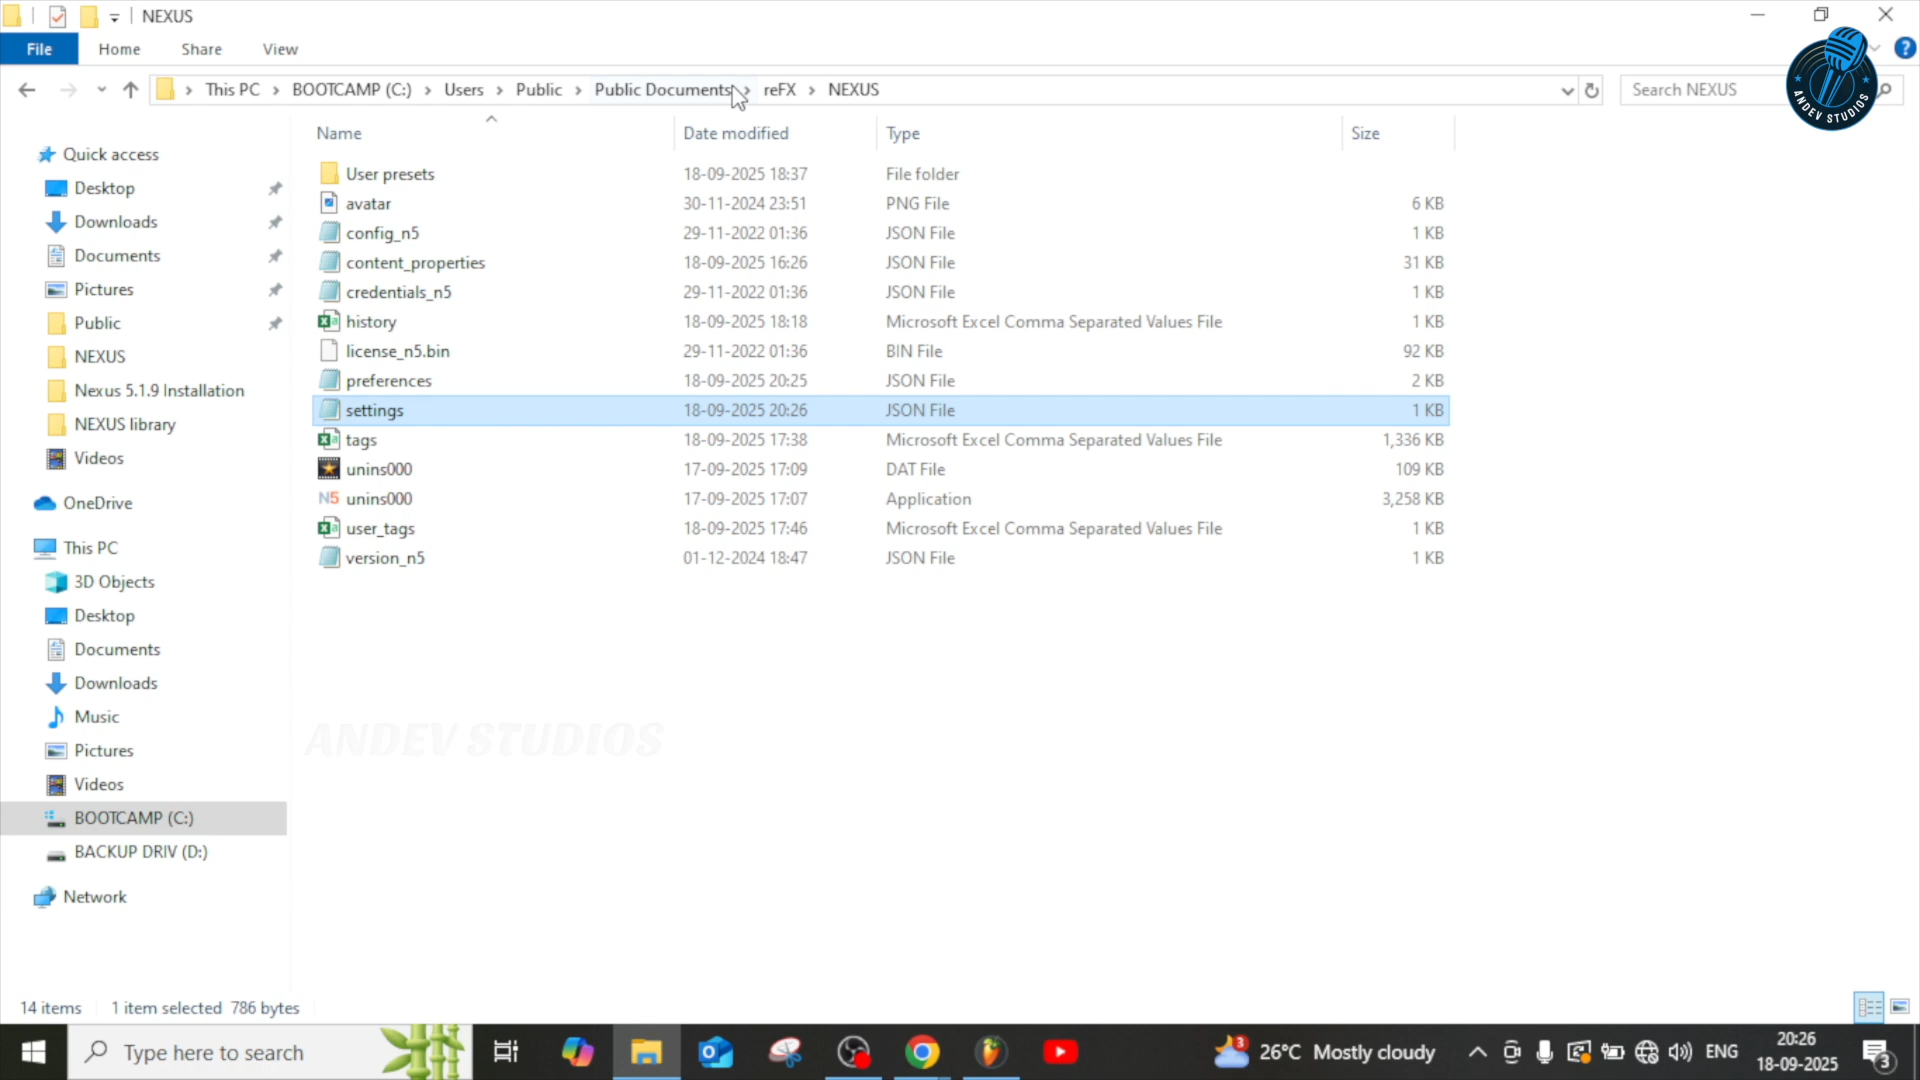 NEXUS
File Home Share View
This PC BOOTCAMP (C:) Users Public Public Documents reFX NEXUS
Search NEXUS
ANDEV STUDIOS
Name Date modified Type Size
Quick access
Desktop
Downloads
Documents
Pictures
Public
NEXUS
Nexus 5.1.9 Installation
NEXUS library
Videos
OneDrive
This PC
3D Objects
Desktop
Documents
Downloads
Music
Pictures
Videos
BOOTCAMP (C:)
BACKUP DRIV (D:)
Network
User presets 18-09-2025 18:37 File folder
avatar 30-11-2024 23:51 PNG File 6 KB
config_n5 29-11-2022 01:36 JSON File 1 KB
content_properties 18-09-2025 16:26 JSON File 31 KB
credentials_n5 29-11-2022 01:36 JSON File 1 KB
history 18-09-2025 18:18 Microsoft Excel Comma Separated Values File 1 KB
license_n5.bin 29-11-2022 01:36 BIN File 92 KB
preferences 18-09-2025 20:25 JSON File 2 KB
settings 18-09-2025 20:26 JSON File 1 KB
tags 18-09-2025 17:38 Microsoft Excel Comma Separated Values File 1,336 KB
unins000 17-09-2025 17:09 DAT File 109 KB
N5 unins000 17-09-2025 17:07 Application 3,258 KB
user_tags 18-09-2025 17:46 Microsoft Excel Comma Separated Values File 1 KB
version_n5 01-12-2024 18:47 JSON File 1 KB
ANDEV STUDIOS
14 items 1 item selected 786 bytes
Type here to search
3 26°C Mostly cloudy ENG 20:26
18-09-2025 3